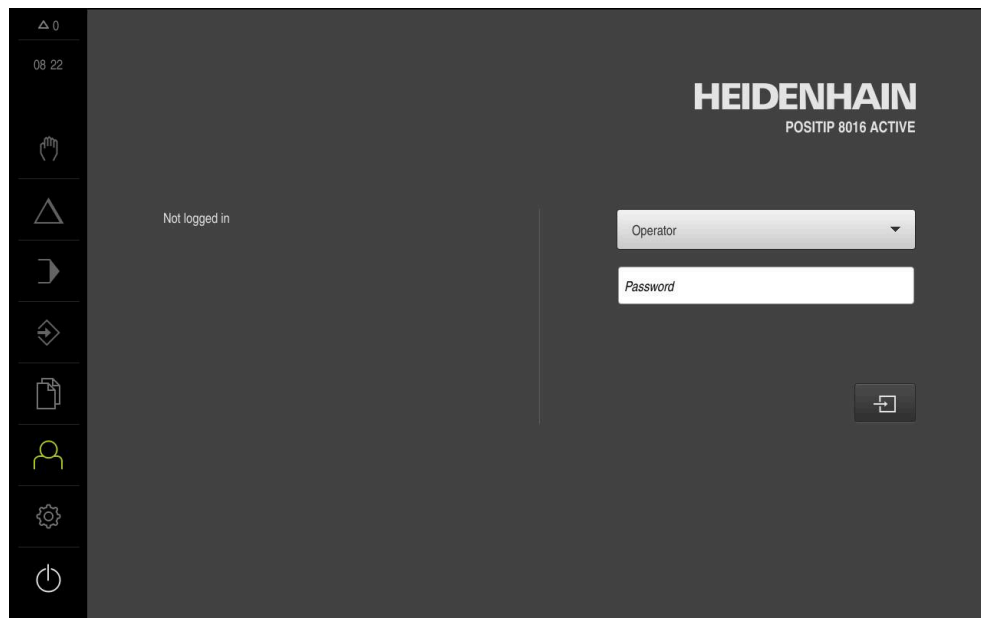 △ 0
08 22
HEIDENHAIN
POSITIP 8016 ACTIVE
Not logged in
Operator
Password